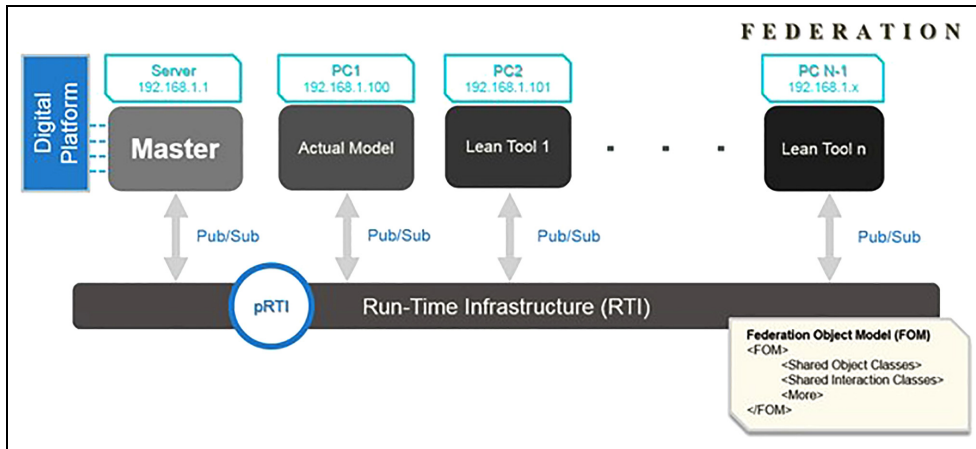 FEDERATION
Digital
Platform
Server
192.168.1.1
PC1
192.168.1.100
PC2
192.168.1.101
PC N-1
192.168.1.x
Master
Actual Model
Lean Tool 1
. . .
Lean Tool n
Pub/Sub
Pub/Sub
Pub/Sub
Pub/Sub
pRTI
Run-Time Infrastructure (RTI)
Federation Object Model (FOM)
<FOM>
<Shared Object Classes>
<Shared Interaction Classes>
<More>
</FOM>